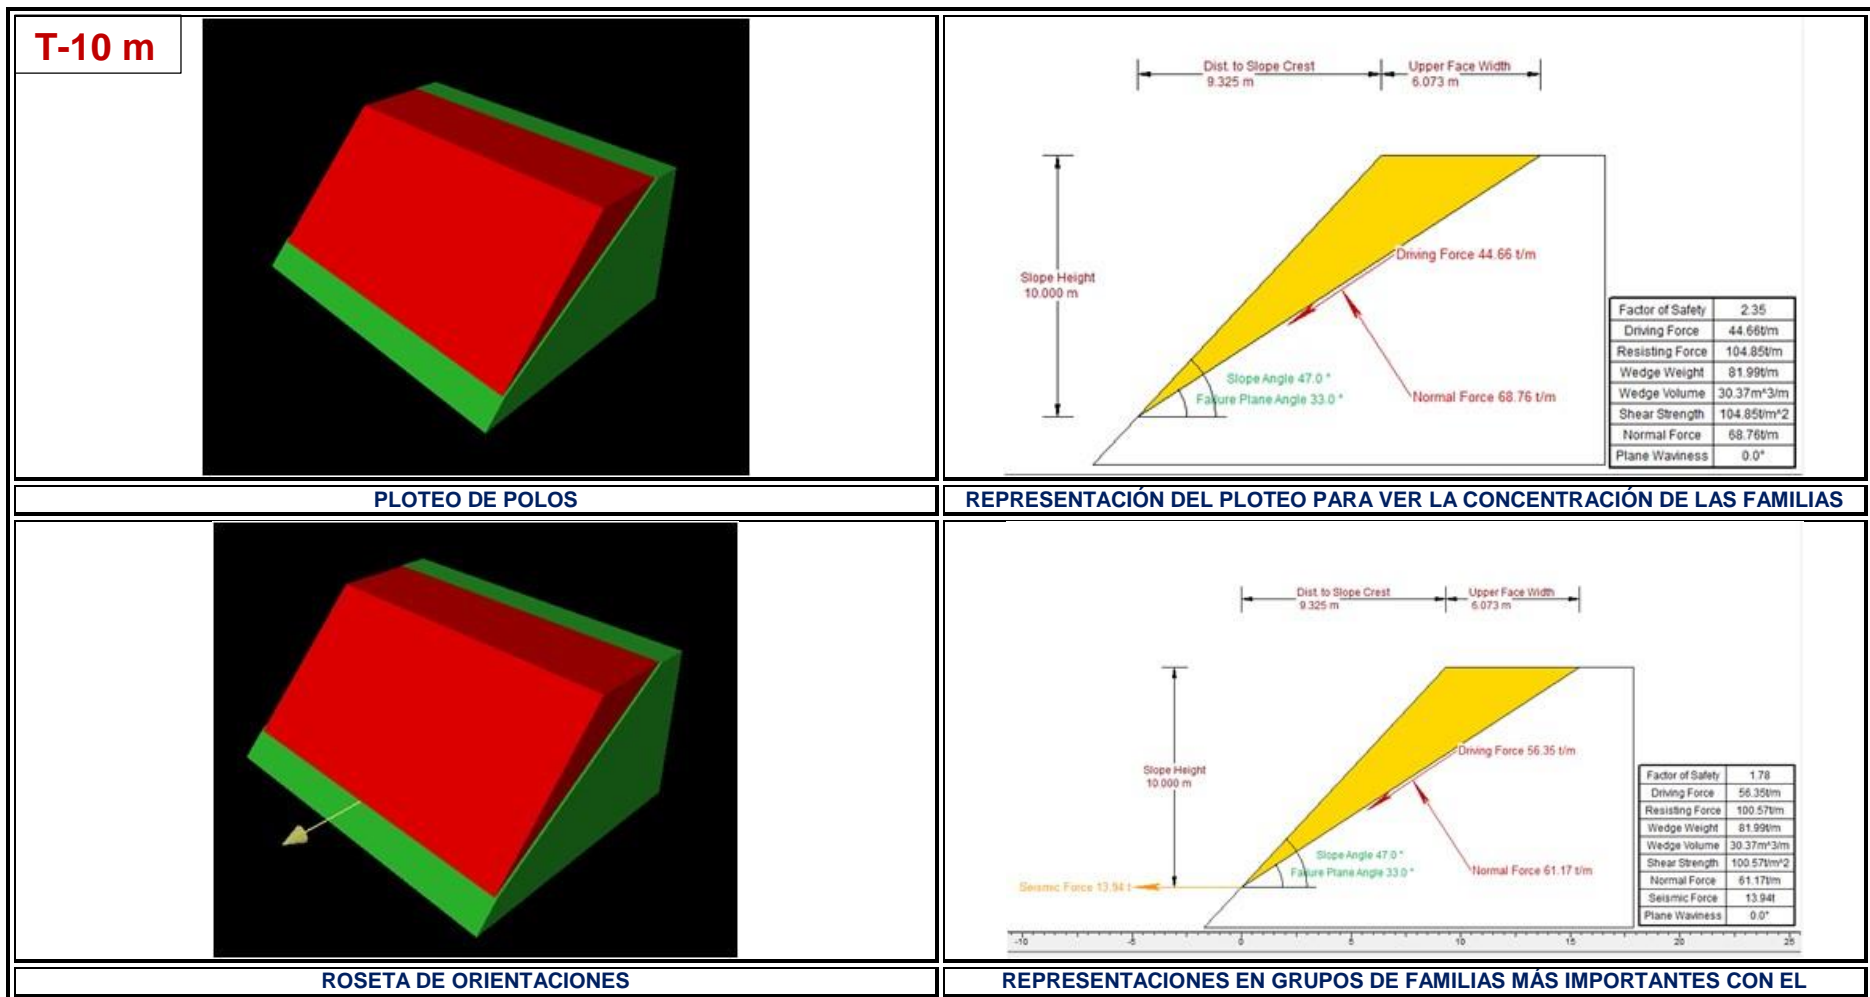 T-10 m
Dist. to Slope Crest
9.325 m
Upper Face Width
6.073 m
Slope Height
10.000 m
Driving Force 44.66 t/m
Slope Angle 47.0 °
Failure Plane Angle 33.0 °
Normal Force 68.76 t/m
Factor of Safety 2.35
Driving Force 44.66t/m
Resisting Force 104.85t/m
Wedge Weight 81.99t/m
Wedge Volume 30.37m^3/m
Shear Strength 104.85t/m^2
Normal Force 68.76t/m
Plane Waviness 0.0°
PLOTEO DE POLOS
REPRESENTACIÓN DEL PLOTEO PARA VER LA CONCENTRACIÓN DE LAS FAMILIAS
Dist. to Slope Crest
9.325 m
Upper Face Width
6.073 m
Slope Height
10.000 m
Driving Force 56.35 t/m
Slope Angle 47.0 °
Failure Plane Angle 33.0 °
Normal Force 61.17 t/m
Seismic Force 13.94 t
Factor of Safety 1.78
Driving Force 56.35t/m
Resisting Force 100.57t/m
Wedge Weight 81.99t/m
Wedge Volume 30.37m^3/m
Shear Strength 100.57t/m^2
Normal Force 61.17t/m
Seismic Force 13.94t
Plane Waviness 0.0°
-10 -5 0 5 10 15 20 25
ROSETA DE ORIENTACIONES
REPRESENTACIONES EN GRUPOS DE FAMILIAS MÁS IMPORTANTES CON EL